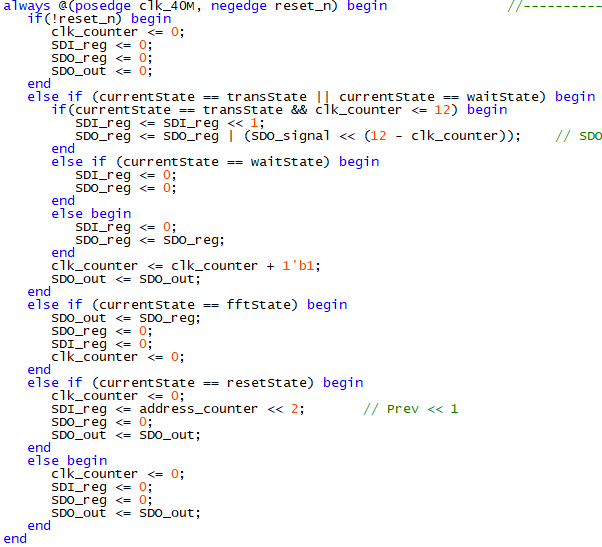 always @(posedge clk_40M, negedge reset_n) begin //----------
if(!reset_n) begin
clk_counter <= 0;
SDI_reg <= 0;
SDO_reg <= 0;
SDO_out <= 0;
end
else if (currentState == transState || currentState == waitState) begin
if(currentState == transState && clk_counter <= 12) begin
SDI_reg <= SDI_reg << 1;
SDO_reg <= SDO_reg | (SDO_signal << (12 - clk_counter)); // SDO
end
else if (currentState == waitState) begin
SDI_reg <= 0;
SDO_reg <= 0;
end
else begin
SDI_reg <= 0;
SDO_reg <= SDO_reg;
end
clk_counter <= clk_counter + 1'b1;
SDO_out <= SDO_out;
end
else if (currentState == fftState) begin
SDO_out <= SDO_reg;
SDO_reg <= 0;
SDI_reg <= 0;
clk_counter <= 0;
end
else if (currentState == resetState) begin
clk_counter <= 0;
SDI_reg <= address_counter << 2; // Prev << 1
SDO_reg <= 0;
SDO_out <= SDO_out;
end
else begin
clk_counter <= 0;
SDI_reg <= 0;
SDO_reg <= 0;
SDO_out <= SDO_out;
end
end